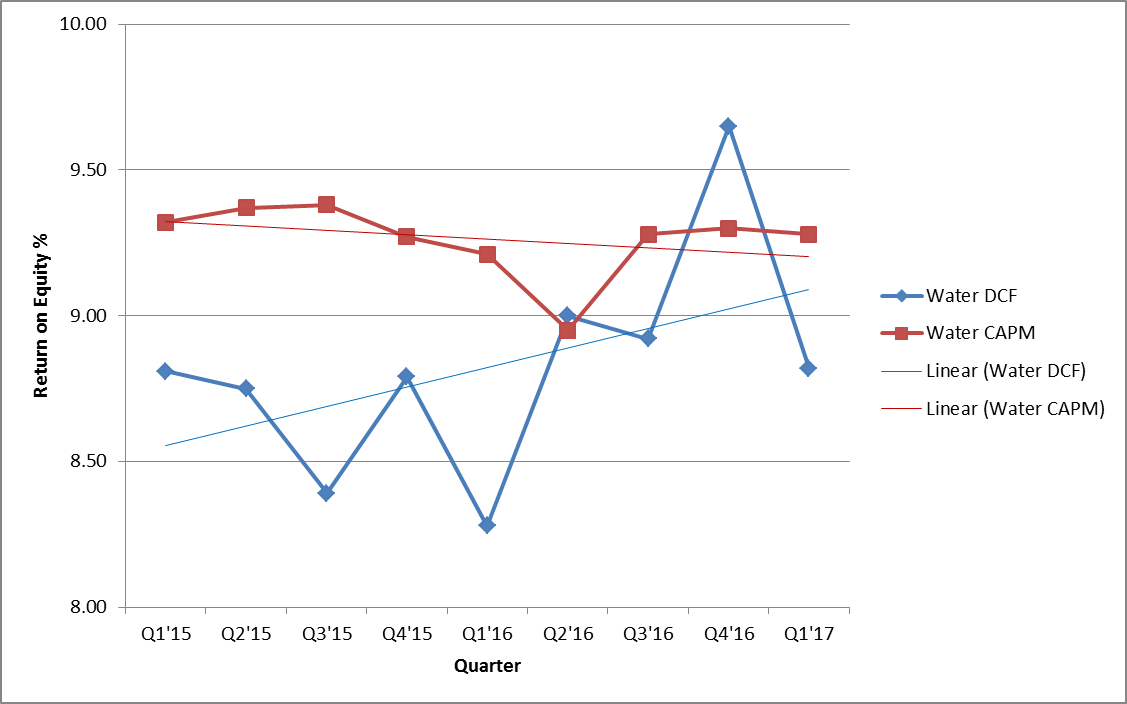 10.00
9.50
9.00
8.50
8.00
Return on Equity %
Q1'15 Q2'15 Q3'15 Q4'15 Q1'16 Q2'16 Q3'16 Q4'16 Q1'17
Quarter
Water DCF
Water CAPM
Linear (Water DCF)
Linear (Water CAPM)